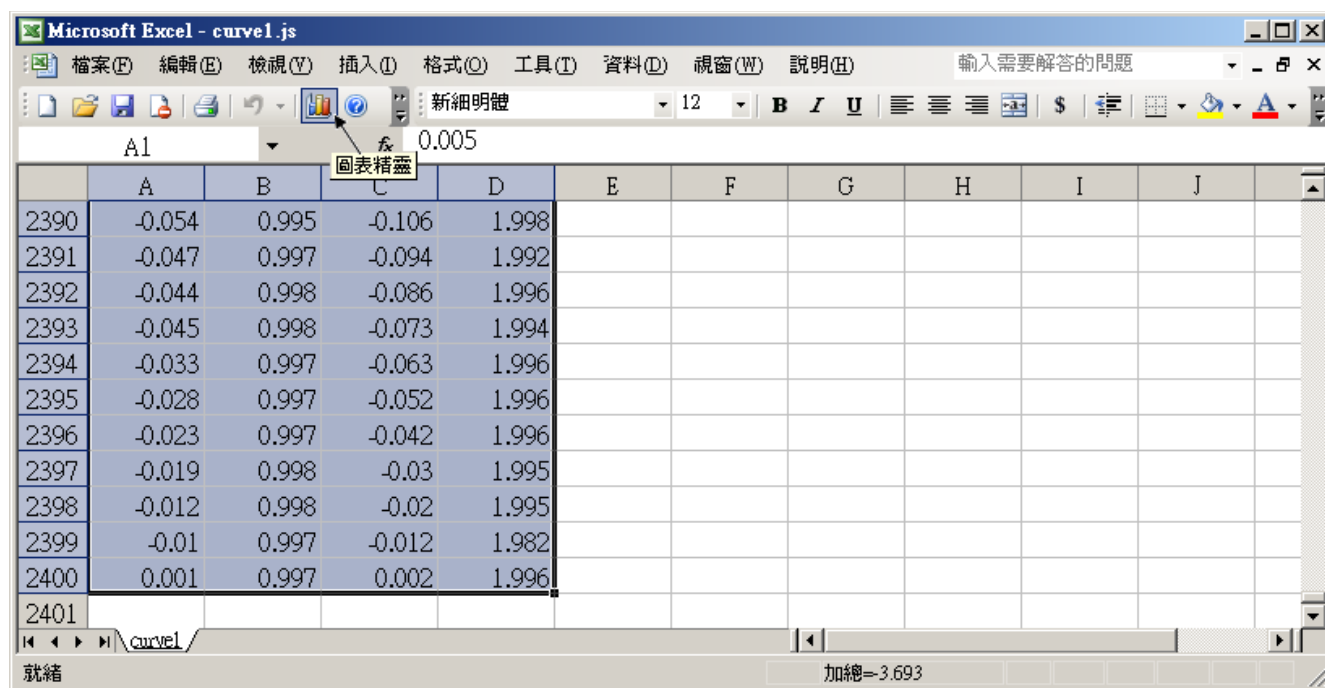 Microsoft Excel - curve1.js
檔案(F) 編輯(E) 檢視(V) 插入(I) 格式(O) 工具(T) 資料(D) 視窗(W) 說明(H) 輸入需要解答的問題
新細明體 12 B I U $ A
A1 fx 0.005
圖表精靈
A B C D E F G H I J
2390 -0.054 0.995 -0.106 1.998
2391 -0.047 0.997 -0.094 1.992
2392 -0.044 0.998 -0.086 1.996
2393 -0.045 0.998 -0.073 1.994
2394 -0.033 0.997 -0.063 1.996
2395 -0.028 0.997 -0.052 1.996
2396 -0.023 0.997 -0.042 1.996
2397 -0.019 0.998 -0.03 1.995
2398 -0.012 0.998 -0.02 1.995
2399 -0.01 0.997 -0.012 1.982
2400 0.001 0.997 0.002 1.996
2401
curve1
就緒 加總=-3.693